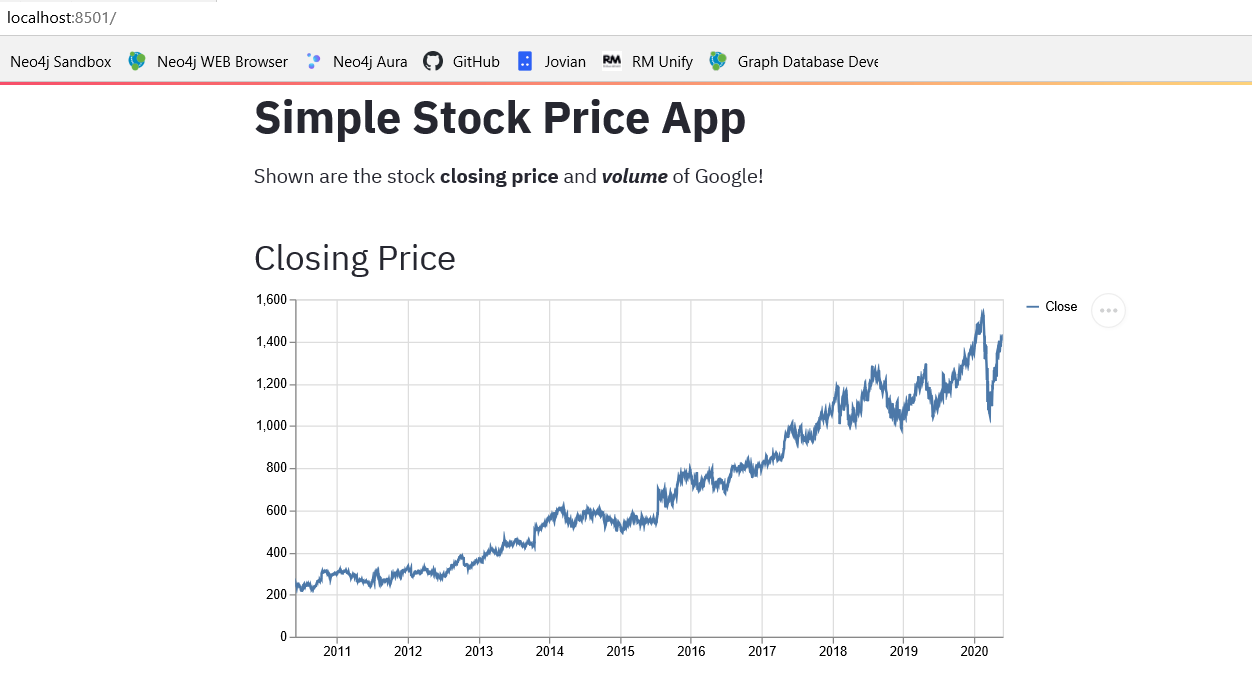 localhost:8501/
Neo4j Sandbox Neo4j WEB Browser Neo4j Aura GitHub Jovian RM RM Unify Graph Database Deve
Simple Stock Price App
Shown are the stock closing price and volume of Google!
Closing Price
1,600
1,400
1,200
1,000
800
600
400
200
0
Close
2011 2012 2013 2014 2015 2016 2017 2018 2019 2020